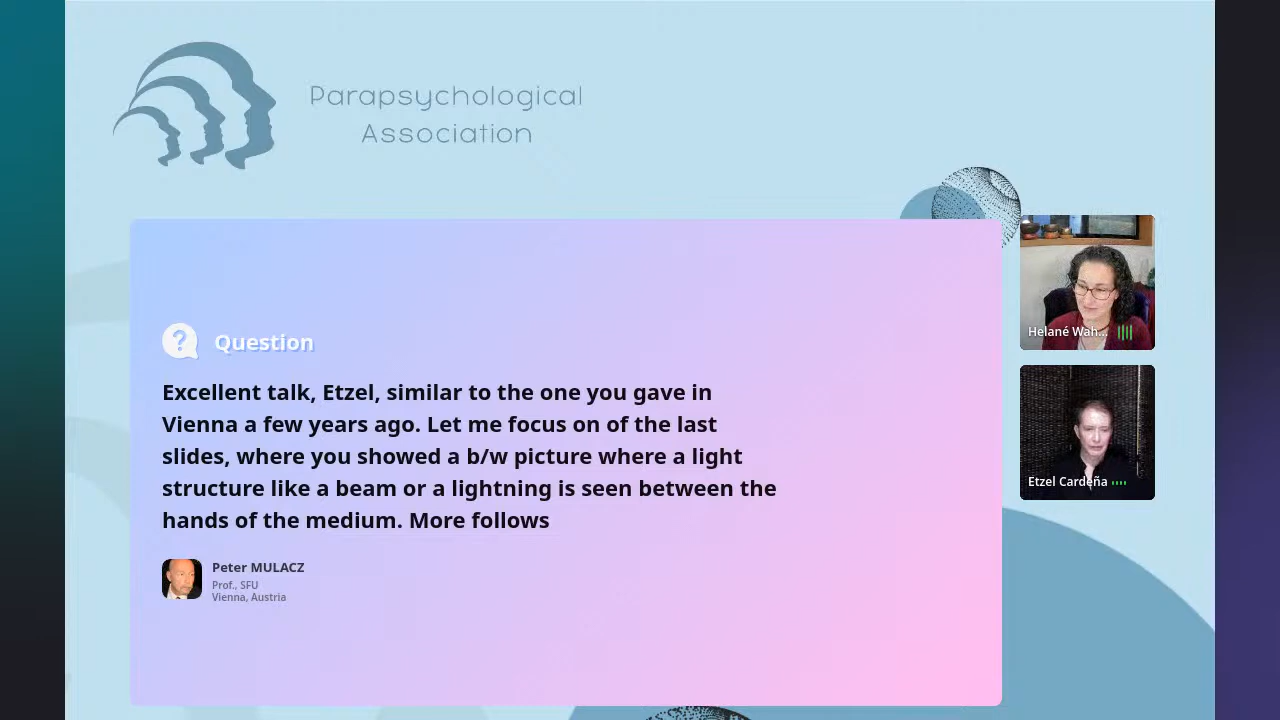 Parapsychological
Association
Question
Excellent talk, Etzel, similar to the one you gave in
Vienna a few years ago. Let me focus on of the last
slides, where you showed a b/w picture where a light
structure like a beam or a lightning is seen between the
hands of the medium. More follows
Peter MULACZ
Prof., SFU
Vienna, Austria
Helané Wah...
Etzel Cardeña